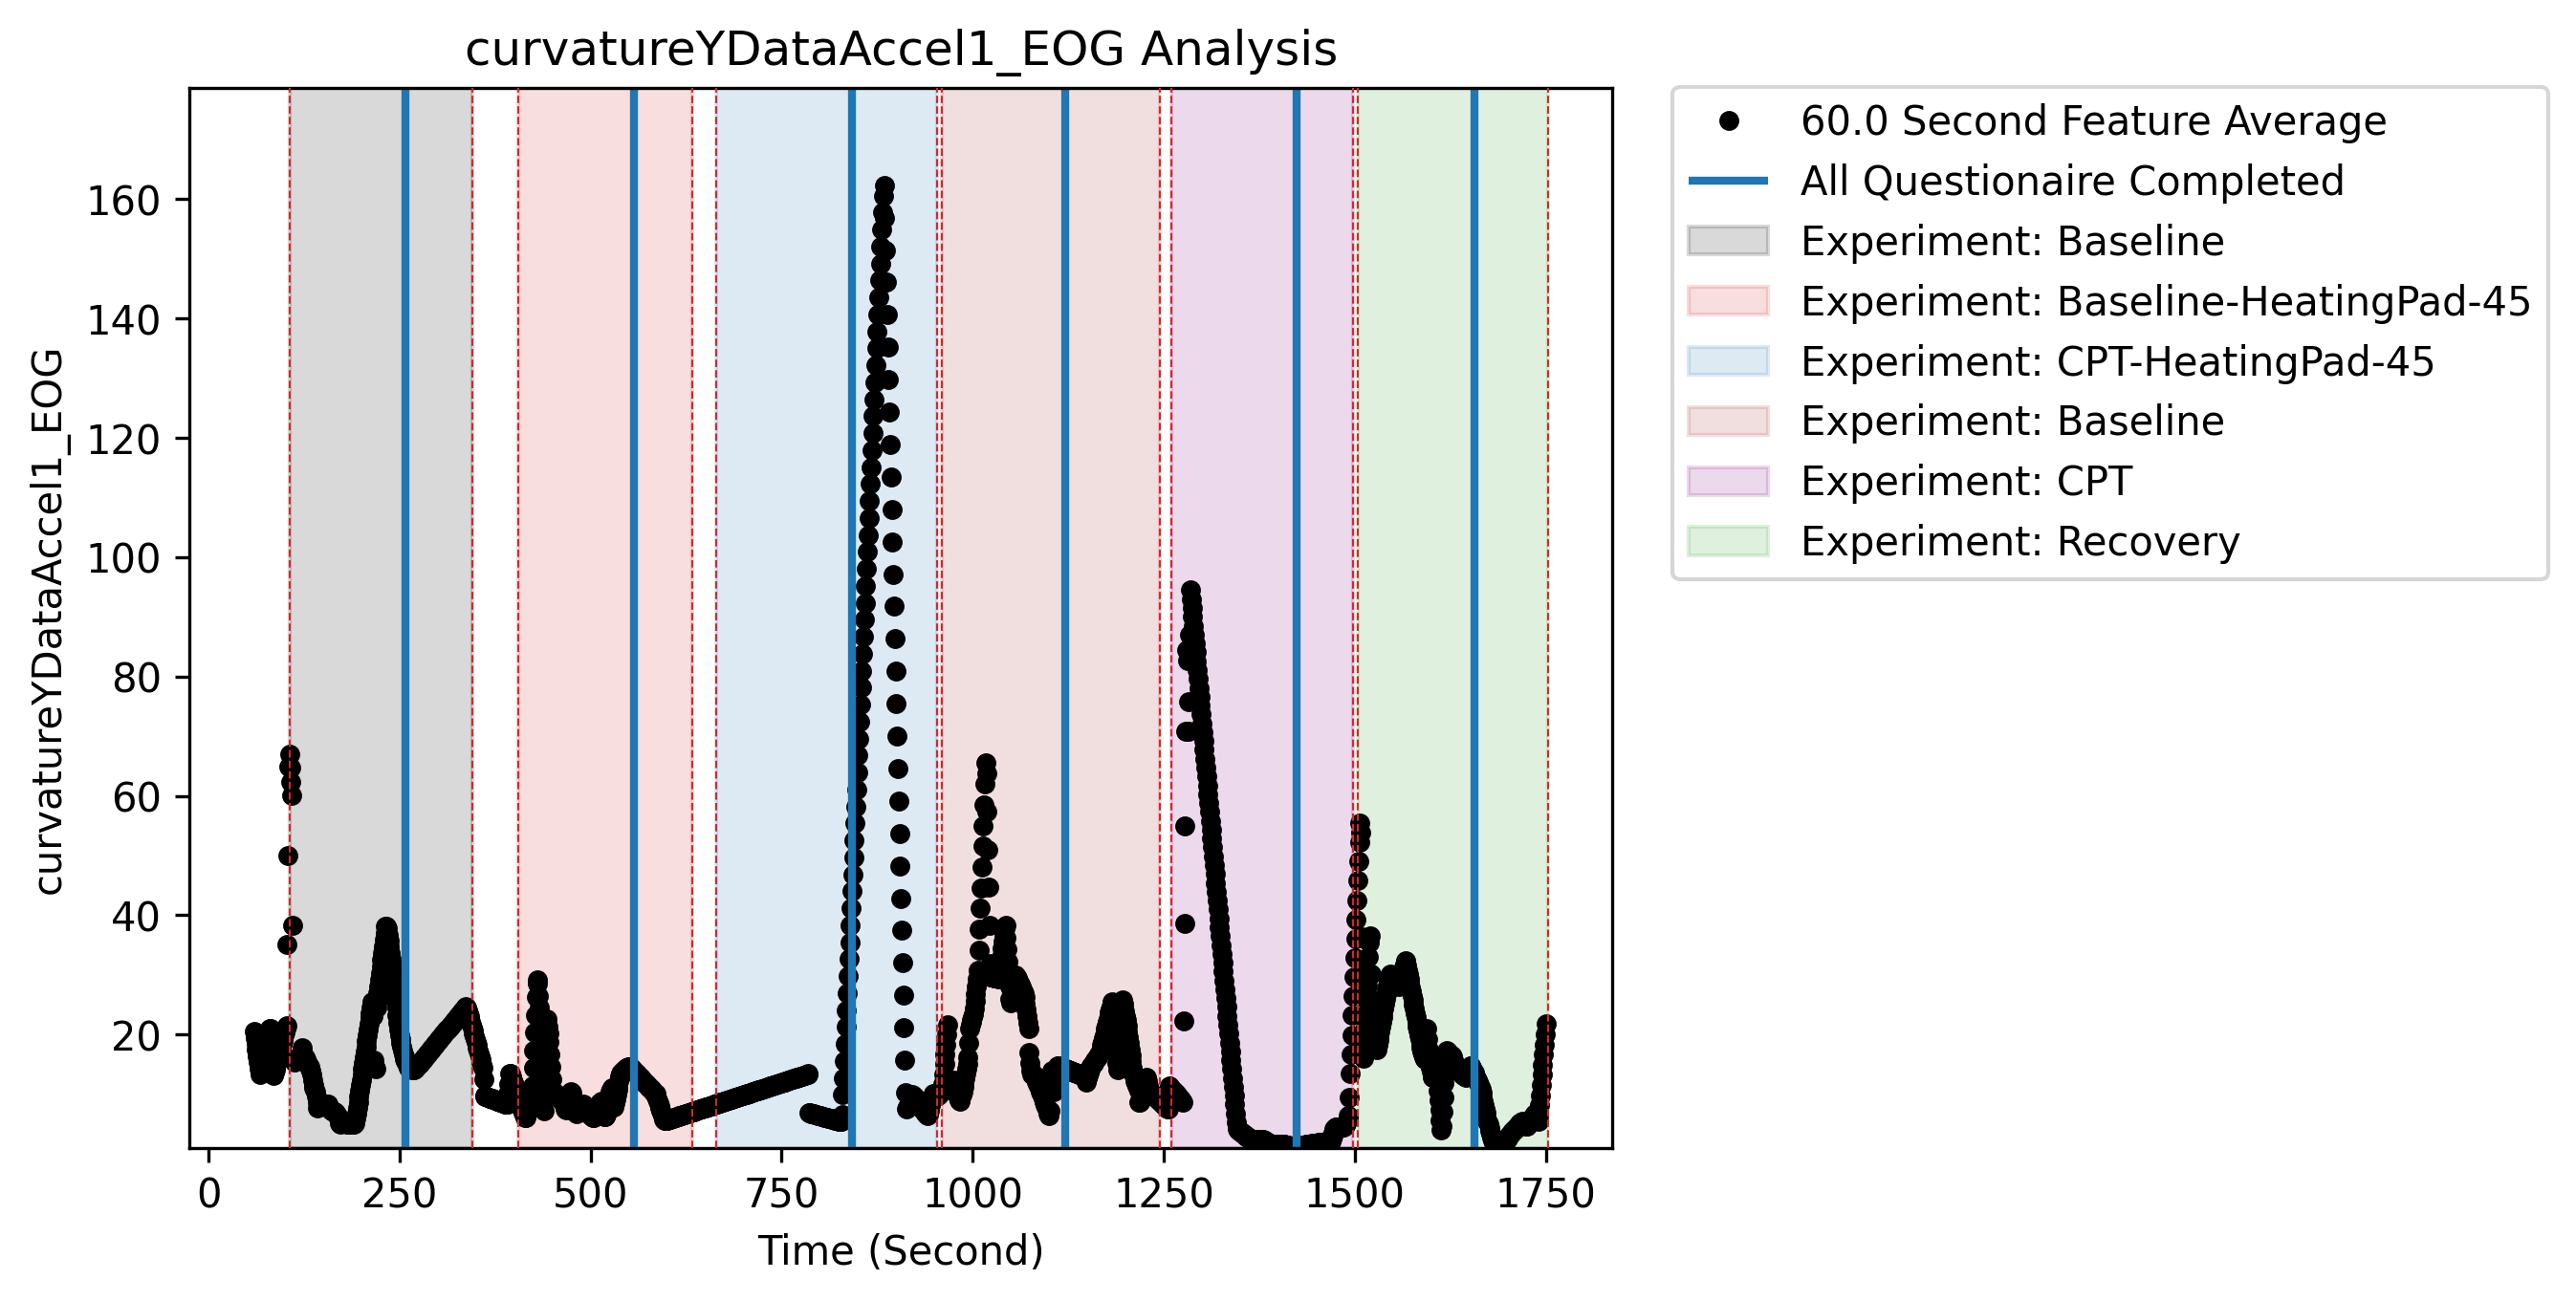 curvatureYDataAccel1_EOG Analysis
curvatureYDataAccel1_EOG
160
140
120
100
80
60
40
20
0 250 500 750 1000 1250 1500 1750
Time (Second)
60.0 Second Feature Average
All Questionaire Completed
Experiment: Baseline
Experiment: Baseline-HeatingPad-45
Experiment: CPT-HeatingPad-45
Experiment: Baseline
Experiment: CPT
Experiment: Recovery